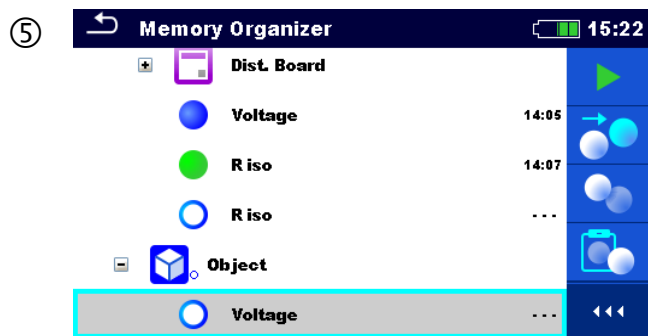 ⑤
Memory Organizer 15:22
Dist. Board
Voltage 14:05
R iso 14:07
R iso ---
Object
Voltage ---